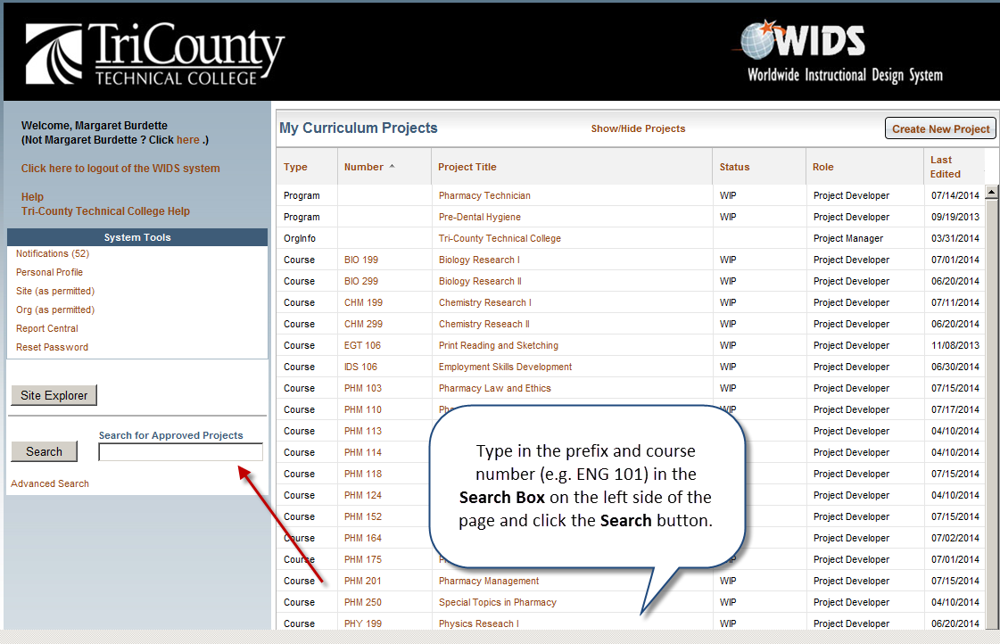 TriCounty
TECHNICAL COLLEGE
WIDS
Worldwide Instructional Design System
Welcome, Margaret Burdette
(Not Margaret Burdette ? Click here .)
Click here to logout of the WIDS system
Help
Tri-County Technical College Help
System Tools
Notifications (52)
Personal Profile
Site (as permitted)
Org (as permitted)
Report Central
Reset Password
Site Explorer
Search for Approved Projects
Search
Advanced Search
My Curriculum Projects Show/Hide Projects Create New Project
Type Number Project Title Status Role Last Edited
Program Pharmacy Technician WIP Project Developer 07/14/2014
Program Pre-Dental Hygiene WIP Project Developer 09/19/2013
OrgInfo Tri-County Technical College Project Manager 03/31/2014
Course BIO 199 Biology Research I WIP Project Developer 07/01/2014
Course BIO 299 Biology Research II WIP Project Developer 06/20/2014
Course CHM 199 Chemistry Research I WIP Project Developer 07/11/2014
Course CHM 299 Chemistry Reseach II WIP Project Developer 06/20/2014
Course EGT 106 Print Reading and Sketching WIP Project Developer 11/08/2013
Course IDS 106 Employment Skills Development WIP Project Developer 06/30/2014
Course PHM 103 Pharmacy Law and Ethics WIP Project Developer 07/15/2014
Course PHM 110 WIP Project Developer 07/17/2014
Course PHM 113 Project Developer 04/10/2014
Course PHM 114 Project Developer 04/10/2014
Course PHM 118 Project Developer 07/15/2014
Course PHM 124 Project Developer 04/10/2014
Course PHM 152 Project Developer 07/15/2014
Course PHM 164 Project Developer 07/02/2014
Course PHM 175 Project Developer 07/01/2014
Course PHM 201 Pharmacy Management WIP Project Developer 07/15/2014
Course PHM 250 Special Topics in Pharmacy WIP Project Developer 04/10/2014
Course PHY 199 Physics Reseach I WIP Project Developer 06/20/2014
Type in the prefix and course
number (e.g. ENG 101) in the
Search Box on the left side of the
page and click the Search button.